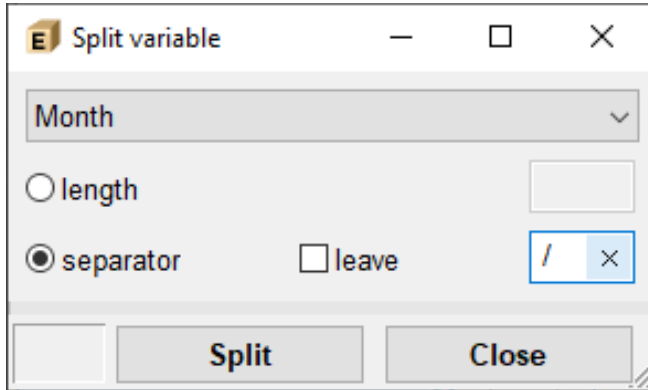 E Split variable
Month
length
separator leave /
Split Close